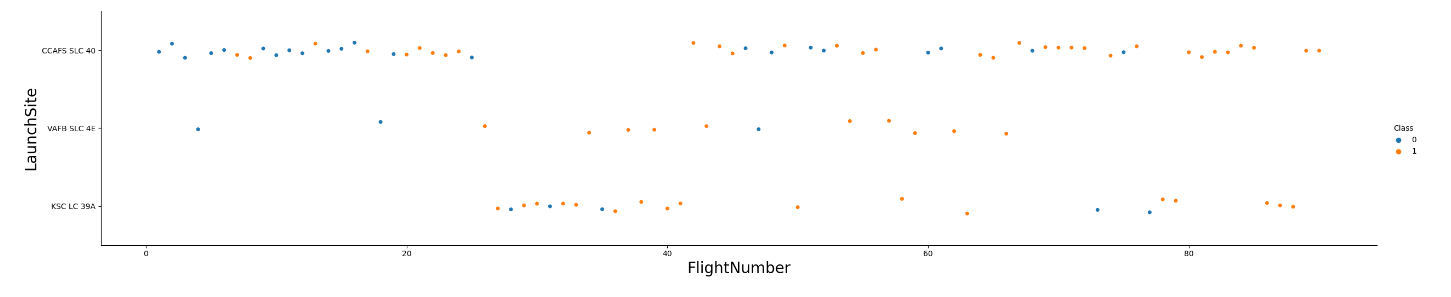 LaunchSite
CCAFS SLC 40
VAFB SLC 4E
KSC LC 39A
0
20
40
60
80
FlightNumber
Class
0
1